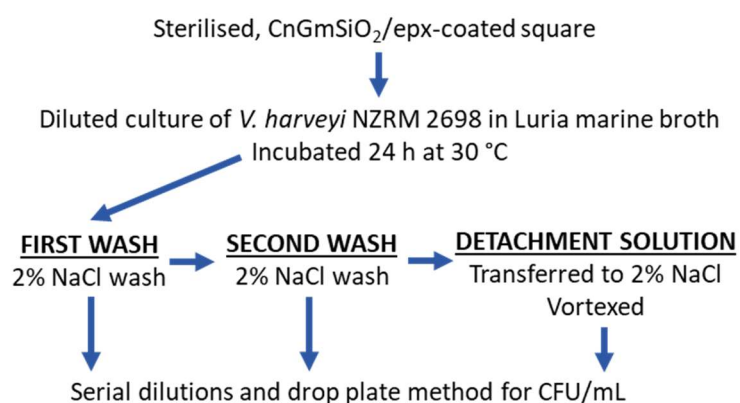 Sterilised, CnGmSiO₂/epx-coated square
Diluted culture of V. harveyi NZRM 2698 in Luria marine broth
Incubated 24 h at 30 °C
FIRST WASH
2% NaCl wash
SECOND WASH
2% NaCl wash
DETACHMENT SOLUTION
Transferred to 2% NaCl
Vortexed
Serial dilutions and drop plate method for CFU/mL